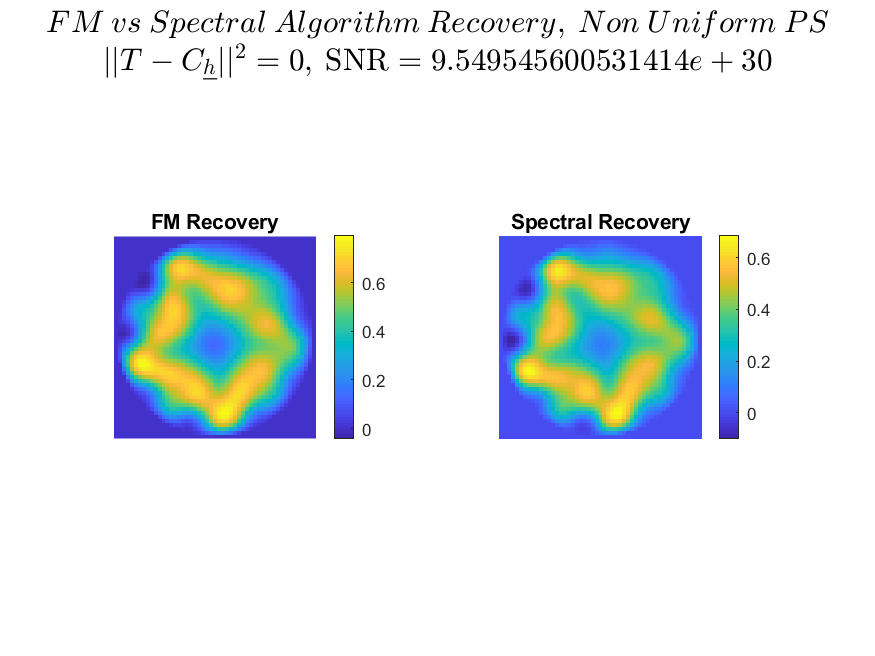 FM vs Spectral Algorithm Recovery, Non Uniform PS
||T − C_h||² = 0, SNR = 9.549545600531414e + 30
FM Recovery
0.6
0.4
0.2
0
Spectral Recovery
0.6
0.4
0.2
0